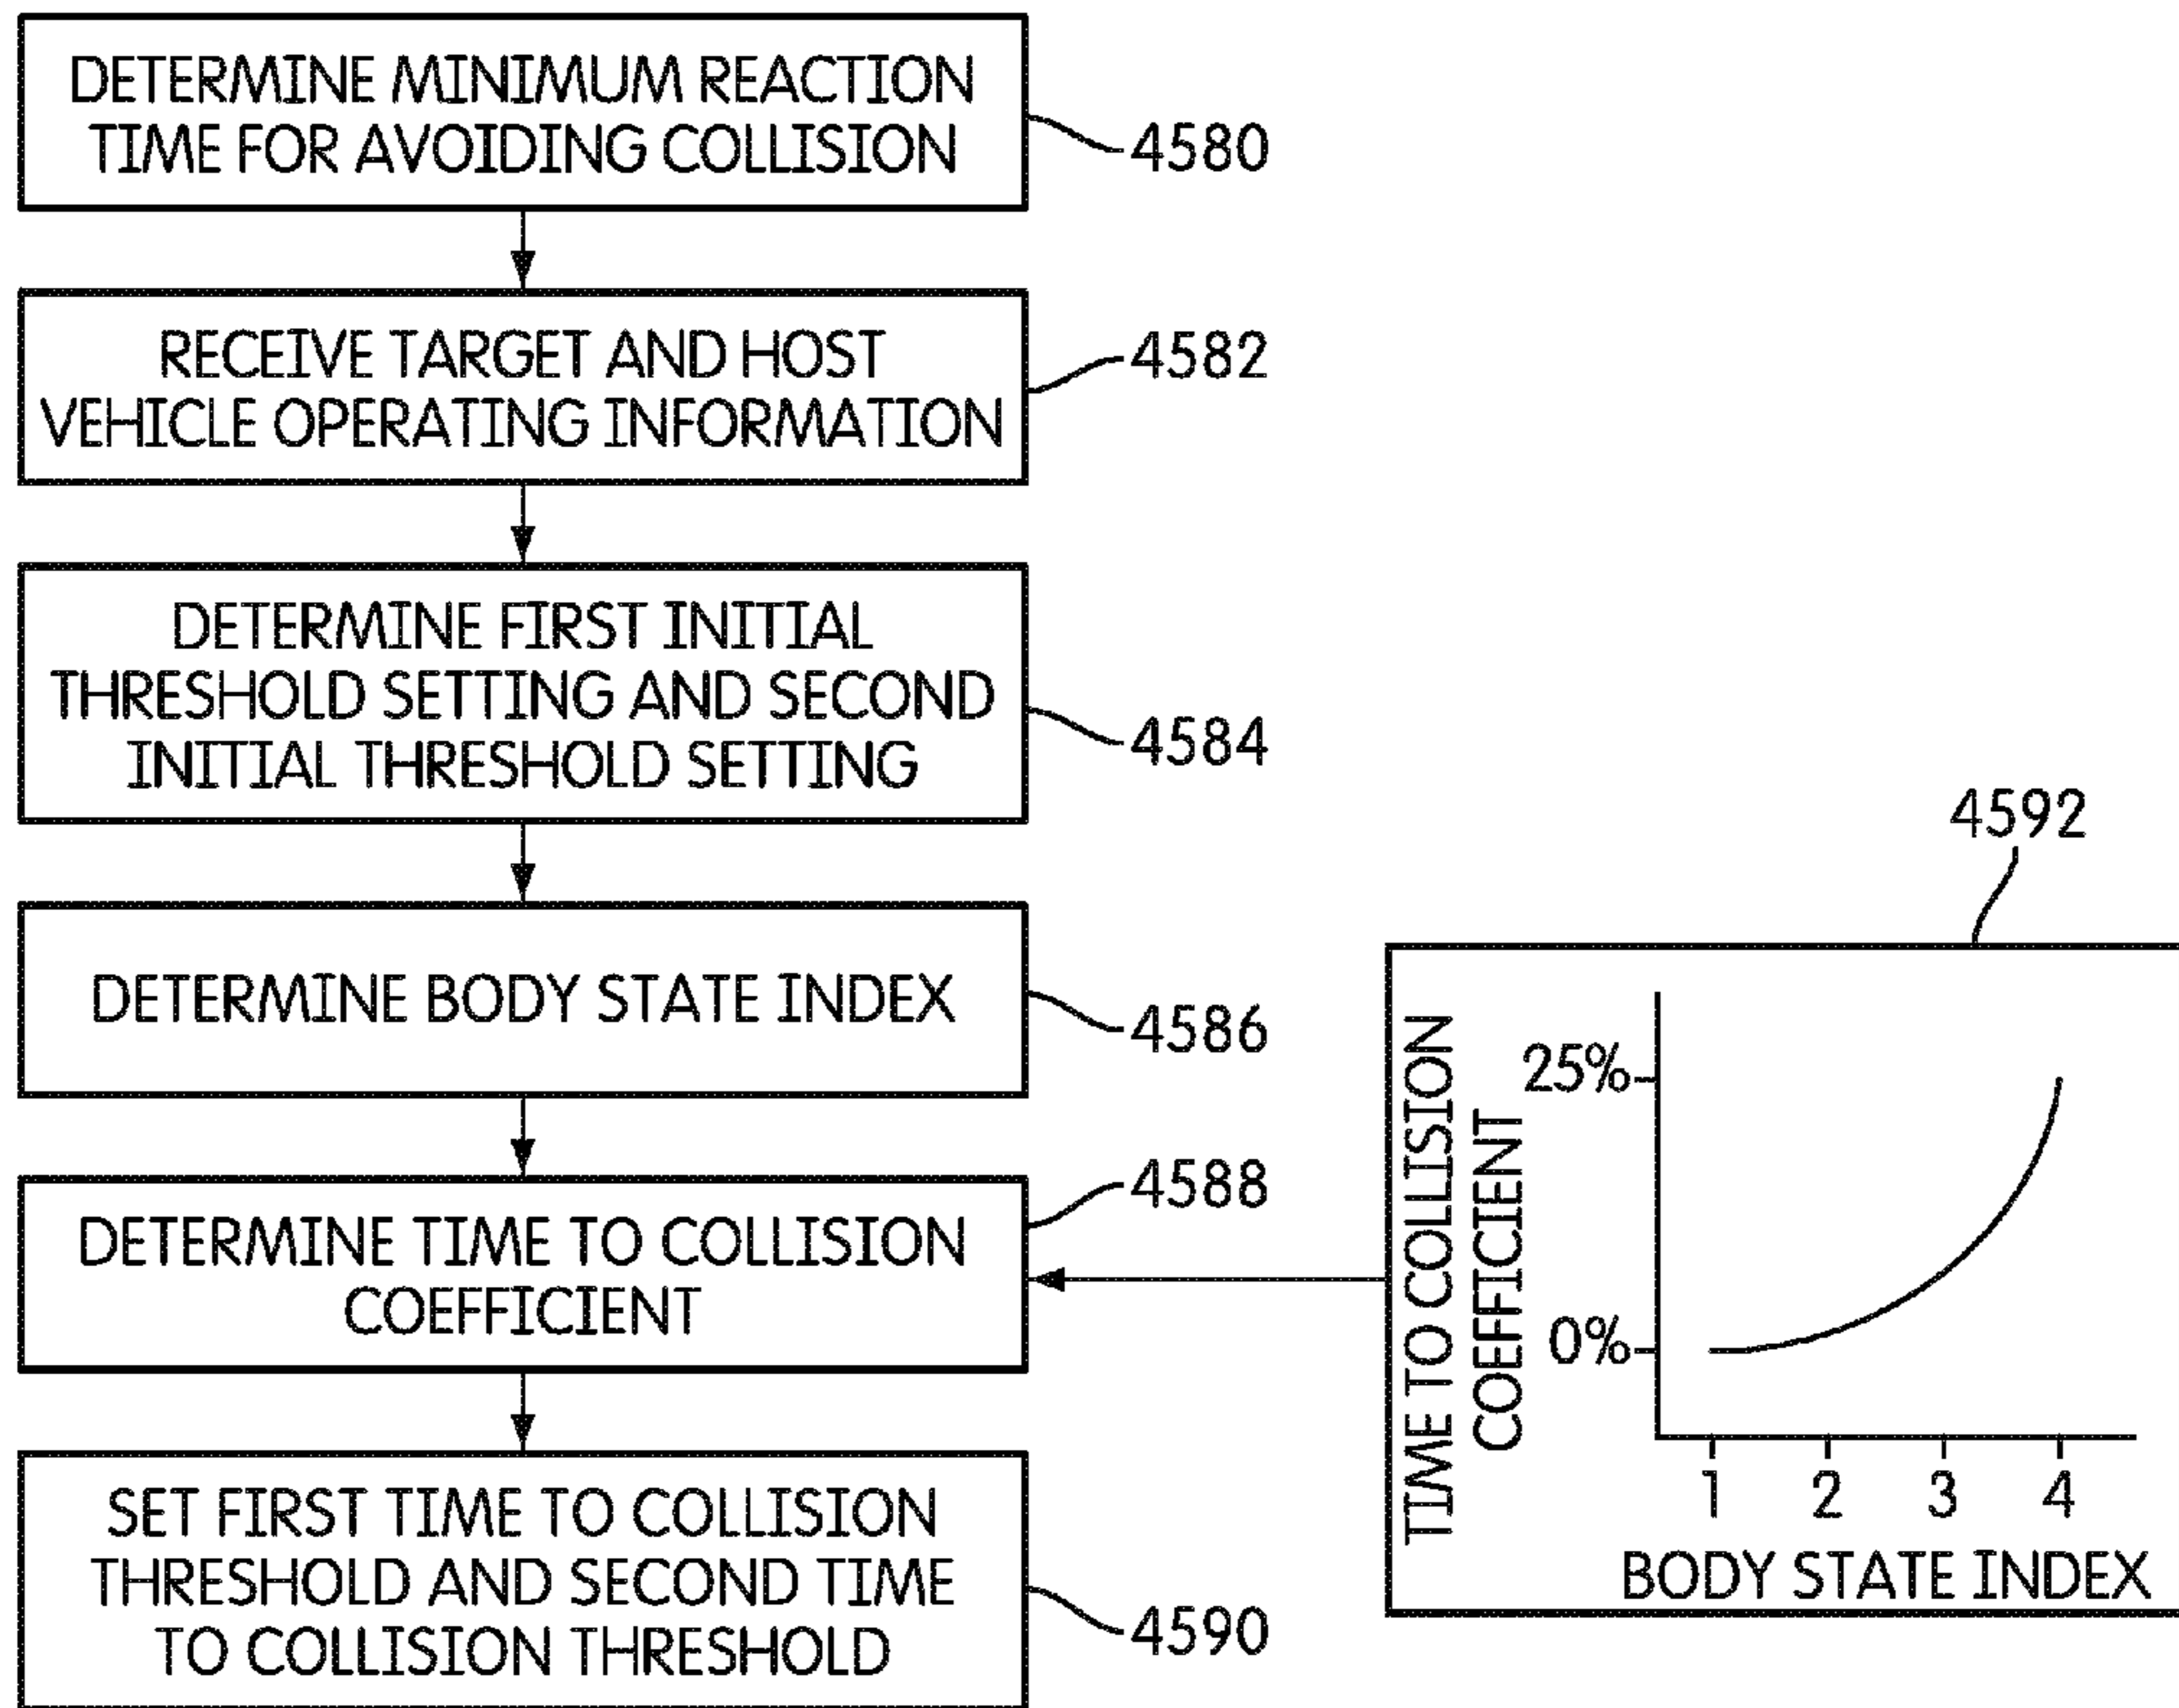 DETERMINE MINIMUM REACTION
TIME FOR AVOIDING COLLISION
4580
RECEIVE TARGET AND HOST
VEHICLE OPERATING INFORMATION
4582
DETERMINE FIRST INITIAL
THRESHOLD SETTING AND SECOND
INITIAL THRESHOLD SETTING
4584
DETERMINE BODY STATE INDEX
4586
DETERMINE TIME TO COLLISION
COEFFICIENT
4588
SET FIRST TIME TO COLLISION
THRESHOLD AND SECOND TIME
TO COLLISION THRESHOLD
4590
4592
TIME TO COLLISION
COEFFICIENT
25%
0%
1 2 3 4
BODY STATE INDEX